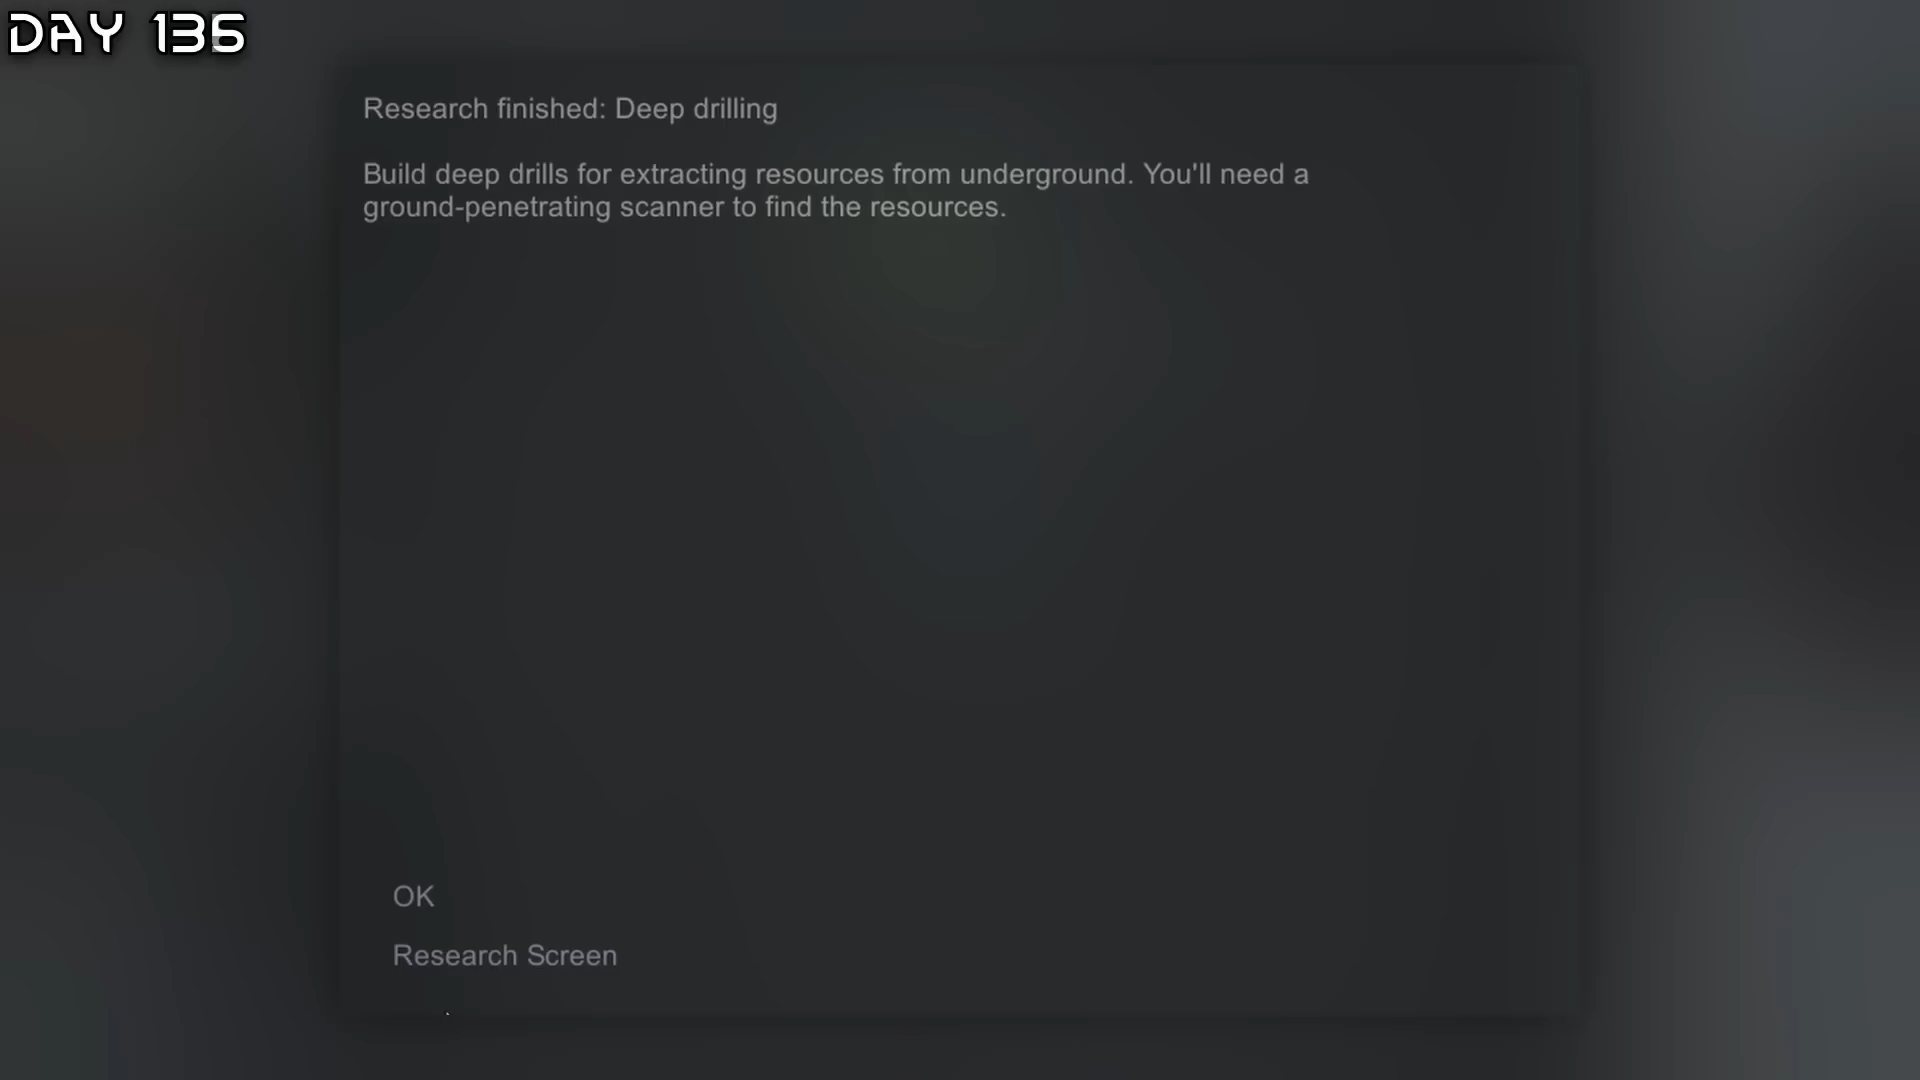 DAY 135
Research finished: Deep drilling
Build deep drills for extracting resources from underground. You'll need a
ground-penetrating scanner to find the resources.
OK
Research Screen